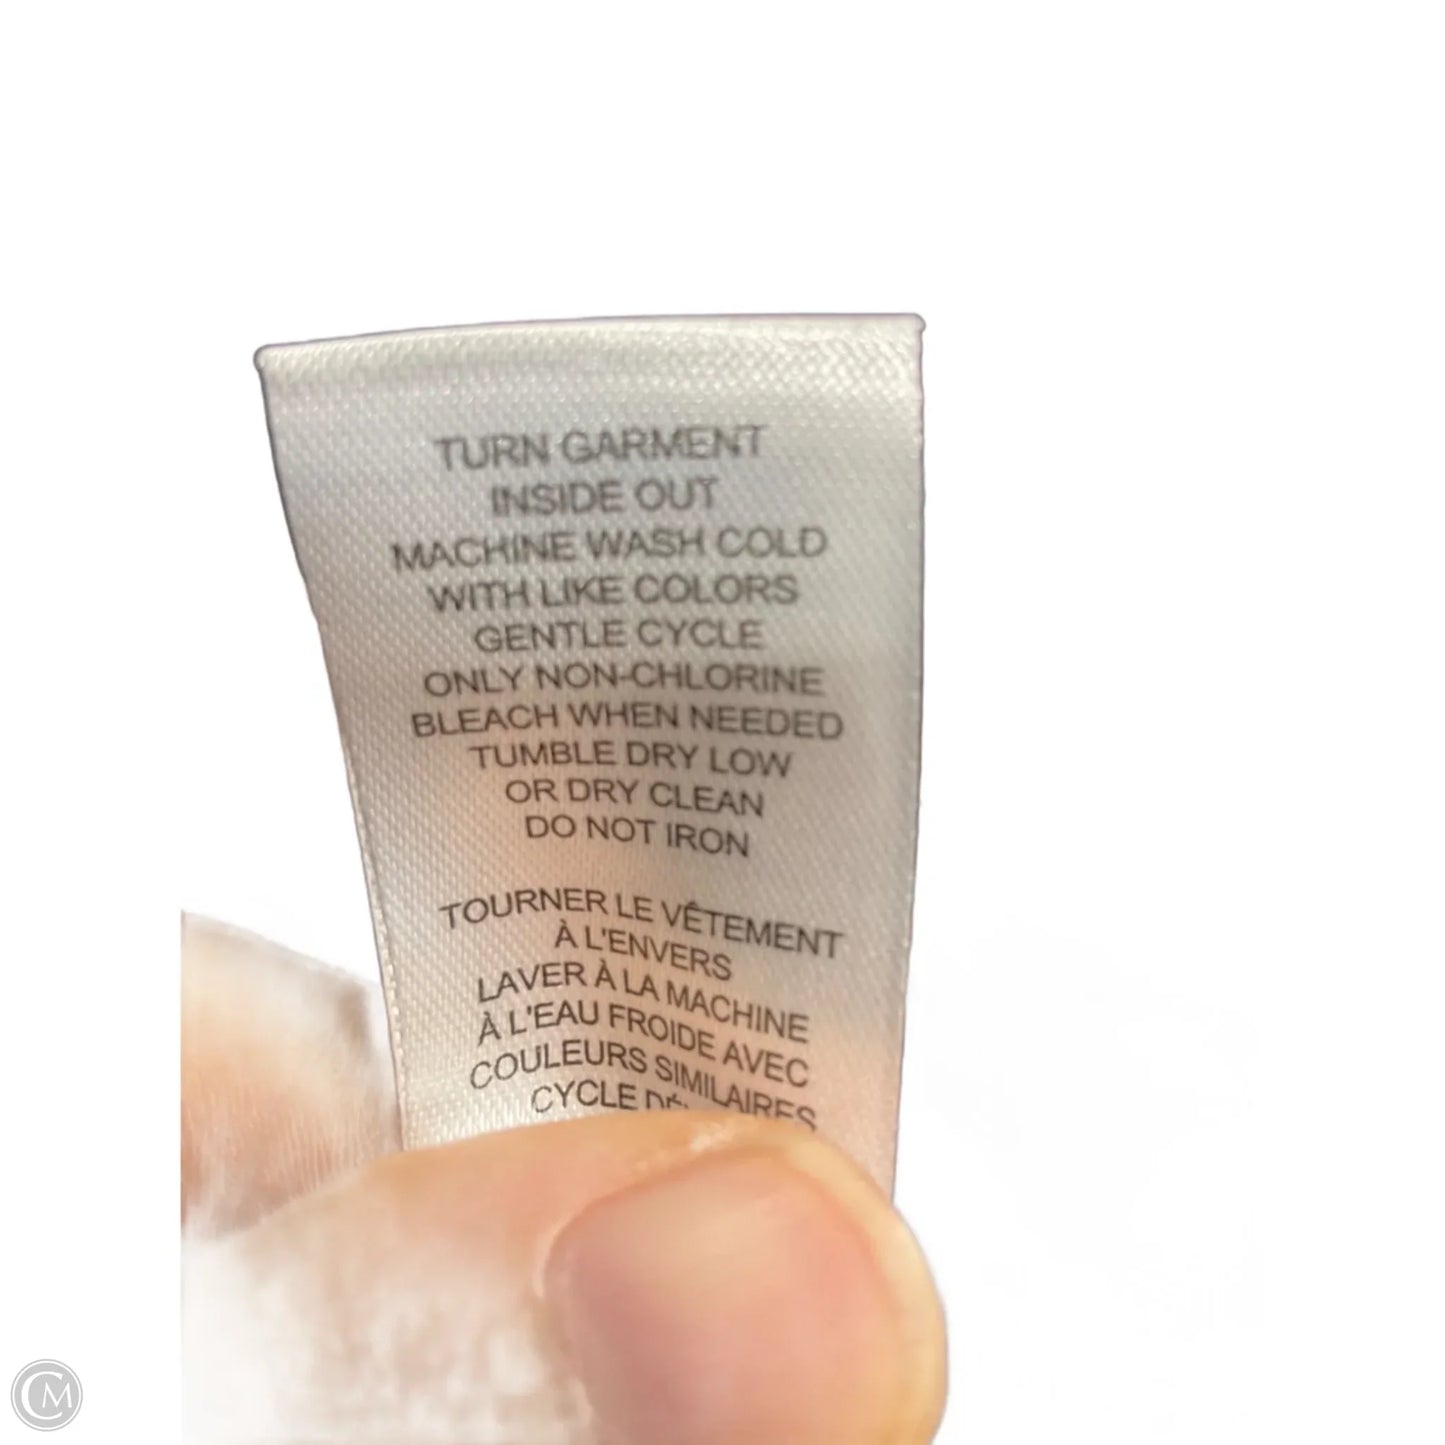 TURN GARMENT
INSIDE OUT
MACHINE WASH COLD
WITH LIKE COLORS
GENTLE CYCLE
ONLY NON-CHLORINE
BLEACH WHEN NEEDED
TUMBLE DRY LOW
OR DRY CLEAN
DO NOT IRON
TOURNER LE VÊTEMENT
À L'ENVERS
LAVER À LA MACHINE
À L'EAU FROIDE AVEC
COULEURS SIMILAIRES
CYCLE
CM